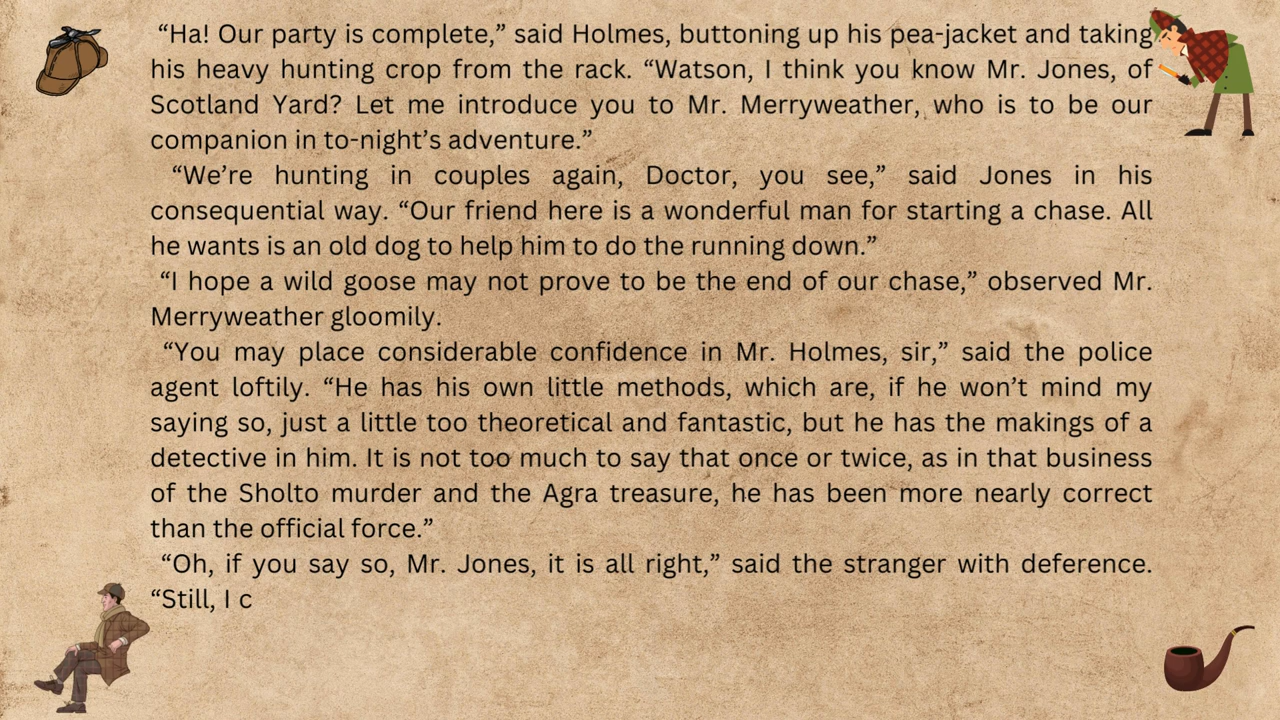 “Ha! Our party is complete,” said Holmes, buttoning up his pea-jacket and taking
his heavy hunting crop from the rack. “Watson, I think you know Mr. Jones, of
Scotland Yard? Let me introduce you to Mr. Merryweather, who is to be our
companion in to-night’s adventure.”
“We’re hunting in couples again, Doctor, you see,” said Jones in his
consequential way. “Our friend here is a wonderful man for starting a chase. All
he wants is an old dog to help him to do the running down.”
“I hope a wild goose may not prove to be the end of our chase,” observed Mr.
Merryweather gloomily.
“You may place considerable confidence in Mr. Holmes, sir,” said the police
agent loftily. “He has his own little methods, which are, if he won’t mind my
saying so, just a little too theoretical and fantastic, but he has the makings of a
detective in him. It is not too much to say that once or twice, as in that business
of the Sholto murder and the Agra treasure, he has been more nearly correct
than the official force.”
“Oh, if you say so, Mr. Jones, it is all right,” said the stranger with deference.
“Still, I c